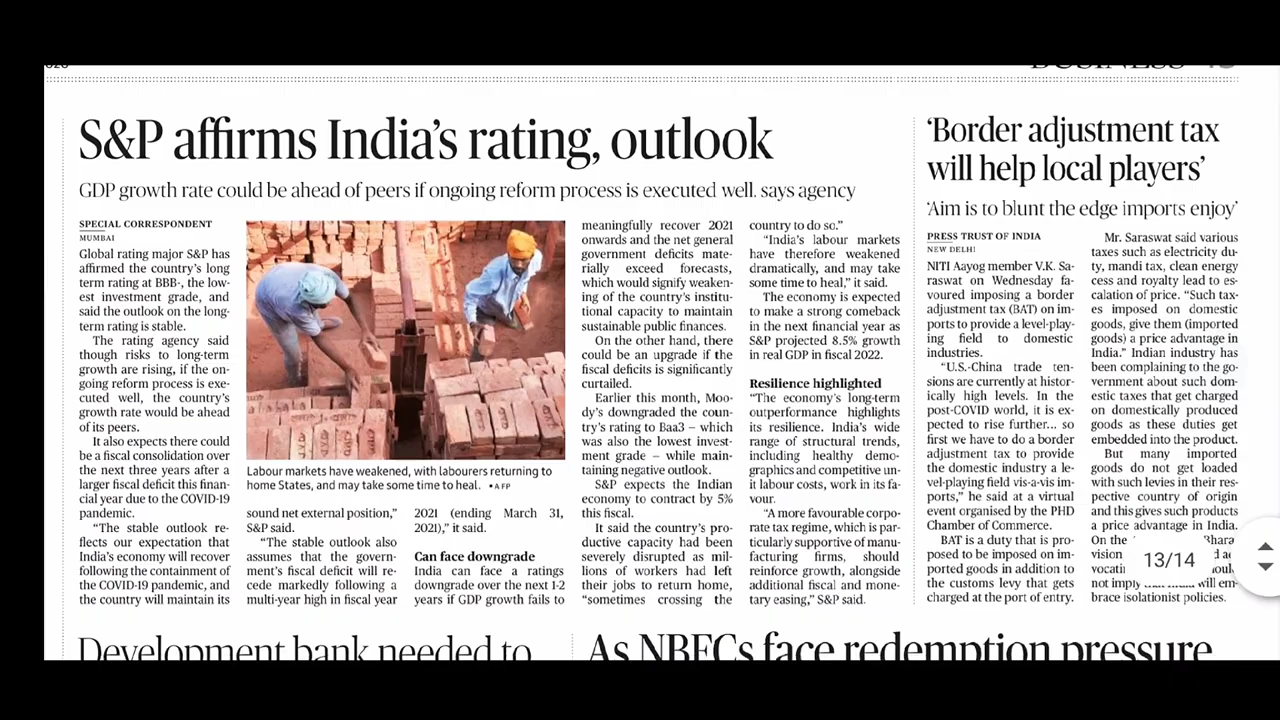 S&P affirms India's rating, outlook
GDP growth rate could be ahead of peers if ongoing reform process is executed well, says agency
SPECIAL CORRESPONDENT
MUMBAI
Global rating major S&P has
affirmed the country's long
term rating at BBB-, the low-
est investment grade, and
said the outlook on the long-
term rating is stable.
The rating agency said
though risks to long-term
growth are rising, if the on-
going reform process is exe-
cuted well, the country's
growth rate would be ahead
of its peers.
It also expects there could
be a fiscal consolidation over
the next three years after a
larger fiscal deficit this finan-
cial year due to the COVID-19
pandemic.
"The stable outlook re-
flects our expectation that
India's economy will recover
following the containment of
the COVID-19 pandemic, and
the country will maintain its
Labour markets have weakened, with labourers returning to
home States, and may take some time to heal. •AFP
sound net external position,"
S&P said.
"The stable outlook also
assumes that the govern-
ment's fiscal deficit will re-
cede markedly following a
multi-year high in fiscal year
2021 (ending March 31,
2021)," it said.
Can face downgrade
India can face a ratings
downgrade over the next 1-2
years if GDP growth fails to
meaningfully recover 2021
onwards and the net general
government deficits mate-
rially exceed forecasts,
which would signify weaken-
ing of the country's institu-
tional capacity to maintain
sustainable public finances.
On the other hand, there
could be an upgrade if the
fiscal deficits is significantly
curtailed.
Earlier this month, Moo-
dy's downgraded the coun-
try's rating to Baa3 – which
was also the lowest invest-
ment grade – while main-
taining negative outlook.
S&P expects the Indian
economy to contract by 5%
this fiscal.
It said the country's pro-
ductive capacity had been
severely disrupted as mil-
lions of workers had left
their jobs to return home,
"sometimes crossing the
country to do so."
"India's labour markets
have therefore weakened
dramatically, and may take
some time to heal," it said.
The economy is expected
to make a strong comeback
in the next financial year as
S&P projected 8.5% growth
in real GDP in fiscal 2022.
Resilience highlighted
"The economy's long-term
outperformance highlights
its resilience. India's wide
range of structural trends,
including healthy demo-
graphics and competitive un-
it labour costs, work in its fa-
vour.
"A more favourable corpo-
rate tax regime, which is par-
ticularly supportive of manu-
facturing firms, should
reinforce growth, alongside
additional fiscal and mone-
tary easing," S&P said.
'Border adjustment tax
will help local players'
'Aim is to blunt the edge imports enjoy'
PRESS TRUST OF INDIA
NEW DELHI
NITI Aayog member V.K. Sa-
raswat on Wednesday fa-
voured imposing a border
adjustment tax (BAT) on im-
ports to provide a level-play-
ing field to domestic
industries.
"U.S.-China trade ten-
sions are currently at histor-
ically high levels. In the
post-COVID world, it is ex-
pected to rise further... so
first we have to do a border
adjustment tax to provide
the domestic industry a le-
vel-playing field vis-a-vis im-
ports," he said at a virtual
event organised by the PHD
Chamber of Commerce.
BAT is a duty that is pro-
posed to be imposed on im-
ported goods in addition to
the customs levy that gets
charged at the port of entry.
Mr. Saraswat said various
taxes such as electricity du-
ty, mandi tax, clean energy
cess and royalty lead to es-
calation of price. "Such tax-
es imposed on domestic
goods, give them (imported
goods) a price advantage in
India." Indian industry has
been complaining to the go-
vernment about such dom-
estic taxes that get charged
on domestically produced
goods as these duties get
embedded into the product.
But many imported
goods do not get loaded
with such levies in their res-
pective country of origin
and this gives such products
a price advantage in India.
On the
vision
not imply that India will em-
brace isolationist policies.
13/14
Development bank needed to
As NBFCs face redemption pressure